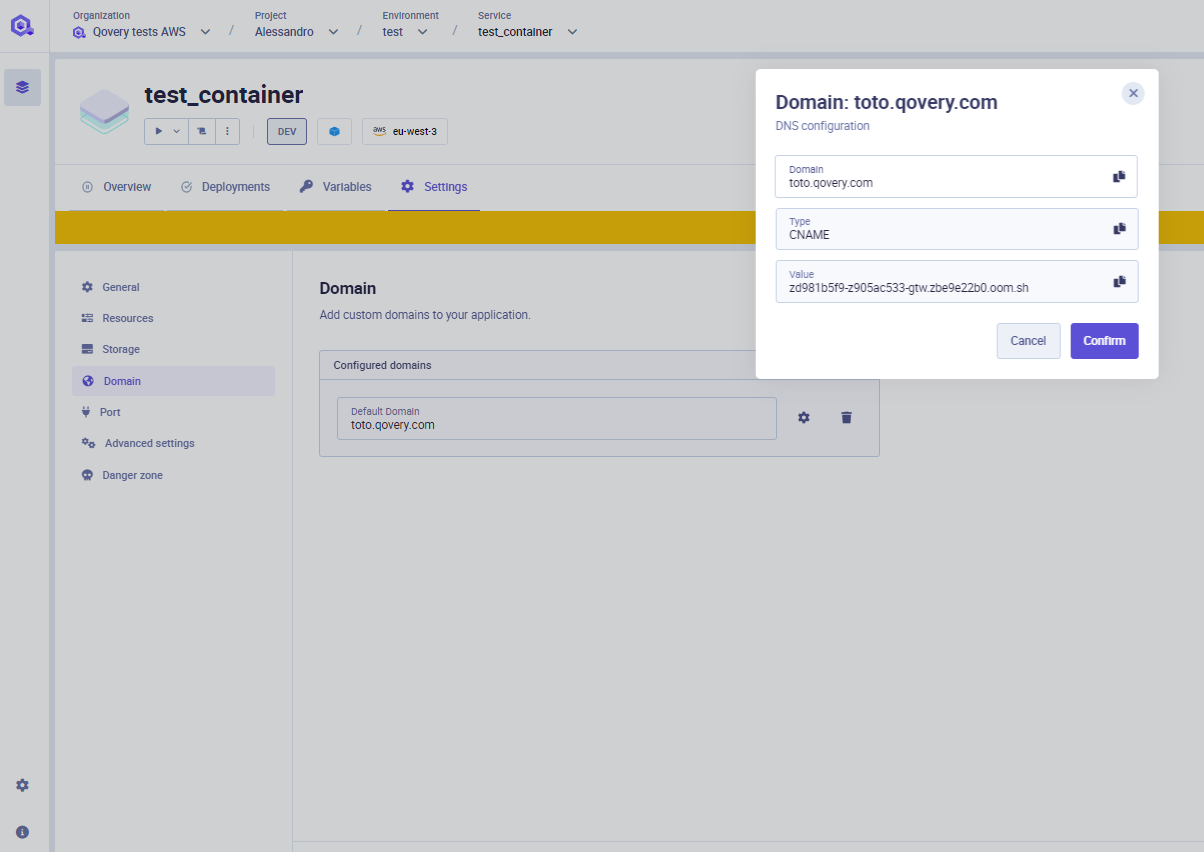 Organization
Qovery tests AWS
/
Project
Alessandro
/
Environment
test
/
Service
test_container
test_container
DEV
aws eu-west-3
Overview
Deployments
Variables
Settings
General
Resources
Storage
Domain
Port
Advanced settings
Danger zone
Domain
Add custom domains to your application.
Configured domains
Default Domain
toto.qovery.com
Domain: toto.qovery.com
DNS configuration
Domain
toto.qovery.com
Type
CNAME
Value
zd981b5f9-z905ac533-gtw.zbe9e22b0.oom.sh
Cancel
Confirm